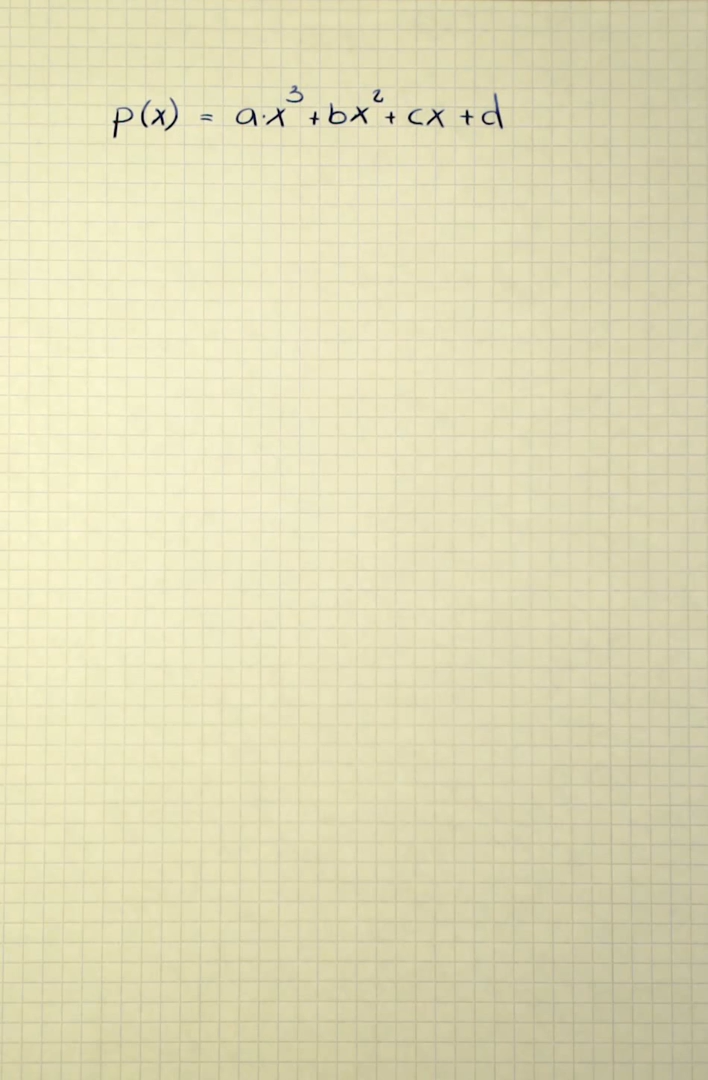 p(x) = a·x³+bx²+cx+d